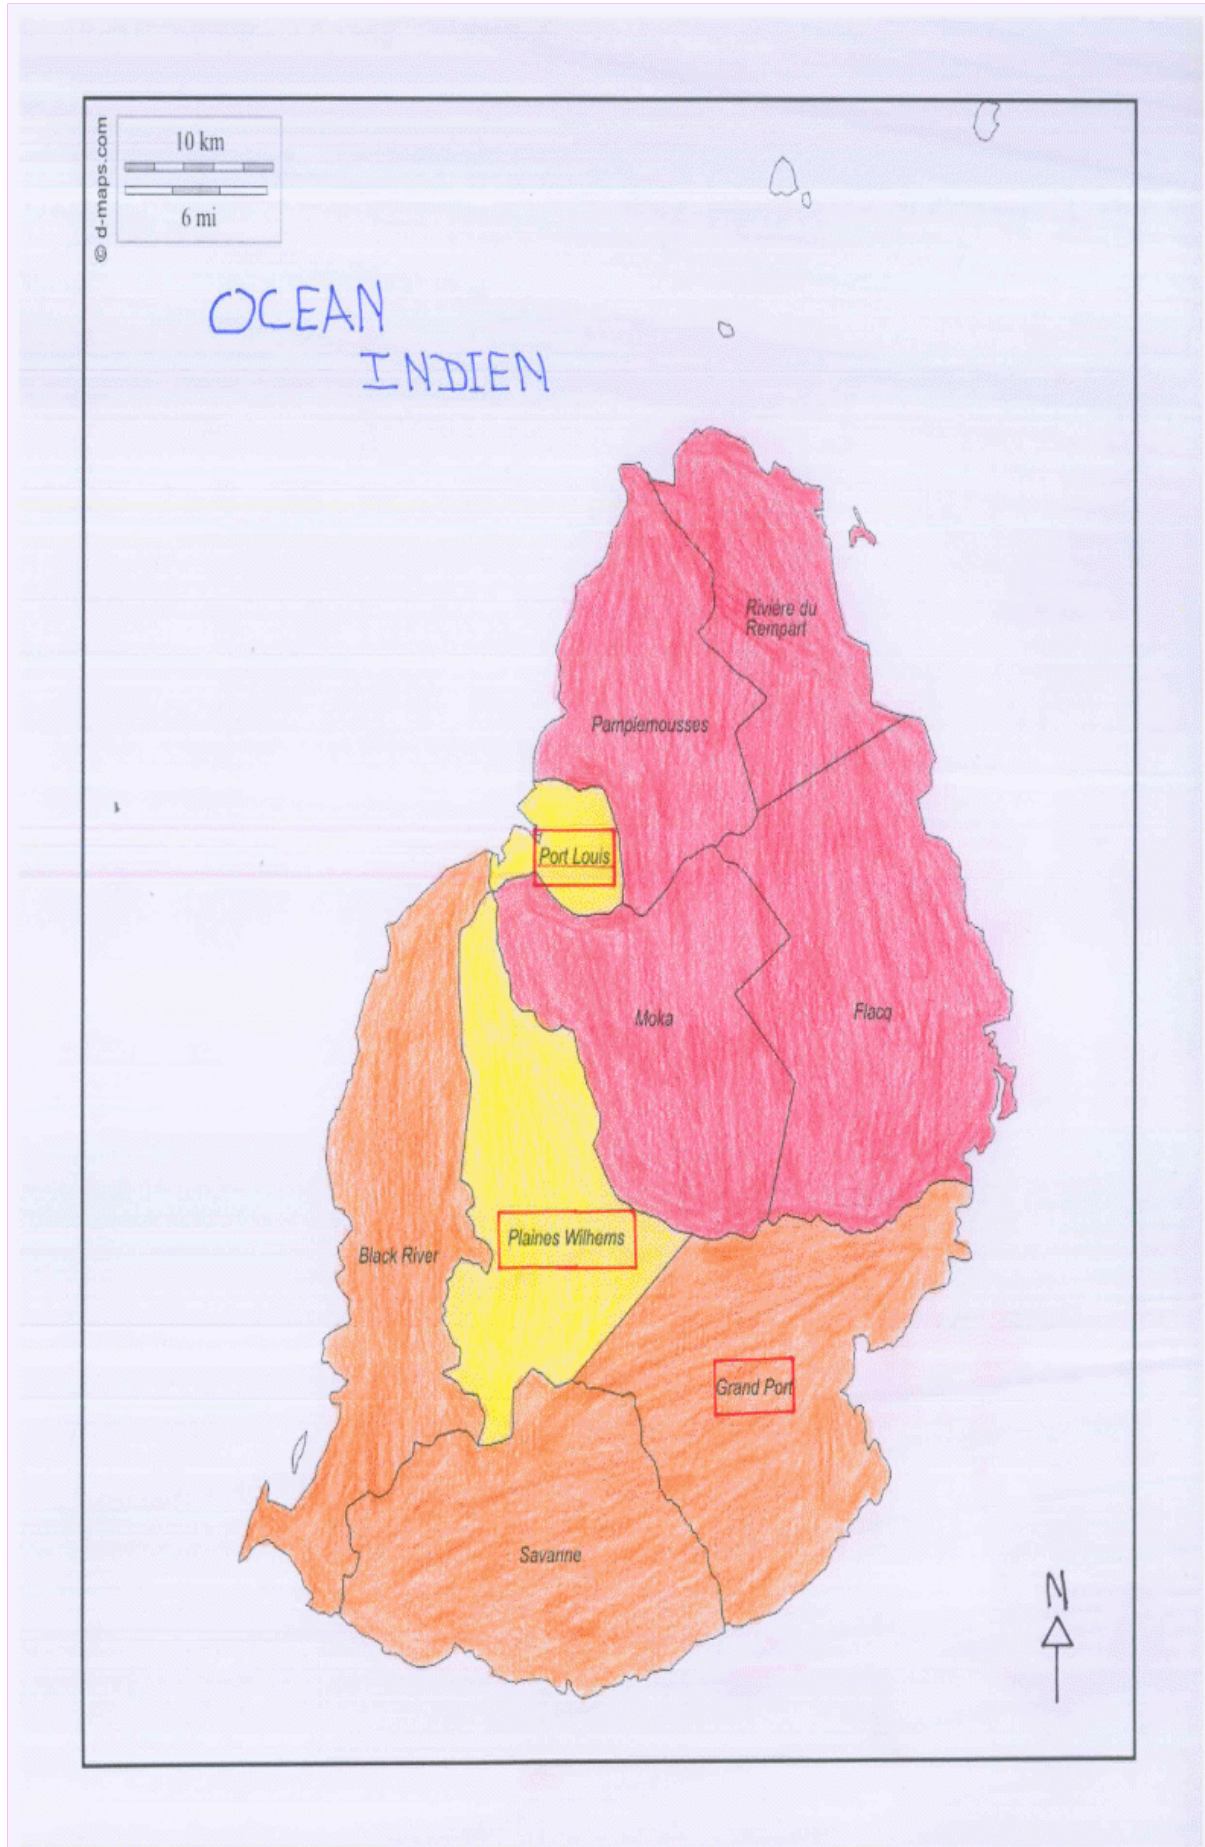 © d-maps.com
10 km
6 mi
OCEAN
INDIEN
Rivière du
Rempart
Pamplemousses
Port Louis
Moka
Flacq
Plaines Wilhems
Black River
Grand Port
Savanne
N